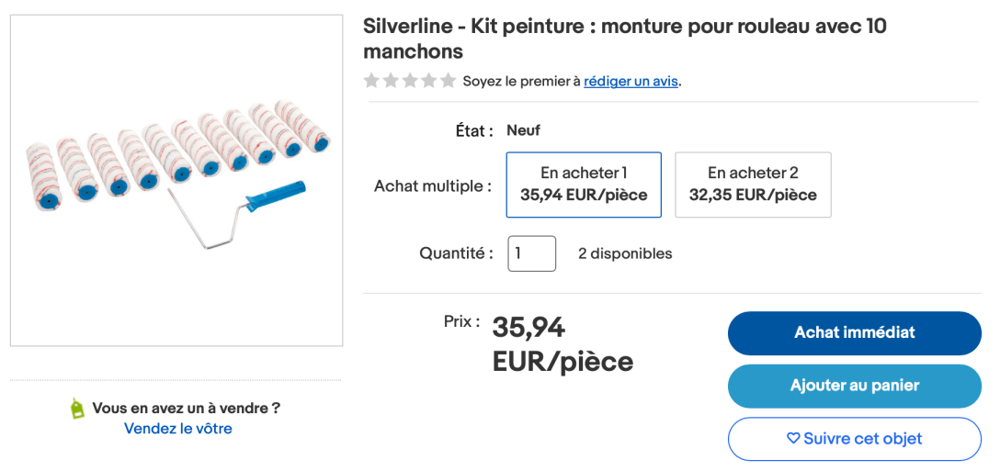 Silverline - Kit peinture : monture pour rouleau avec 10
manchons
Soyez le premier à rédiger un avis.
État : Neuf
Achat multiple :
En acheter 1
35,94 EUR/pièce
En acheter 2
32,35 EUR/pièce
Quantité : 1 2 disponibles
Prix : 35,94
EUR/pièce
Achat immédiat
Ajouter au panier
Suivre cet objet
Vous en avez un à vendre ?
Vendez le vôtre